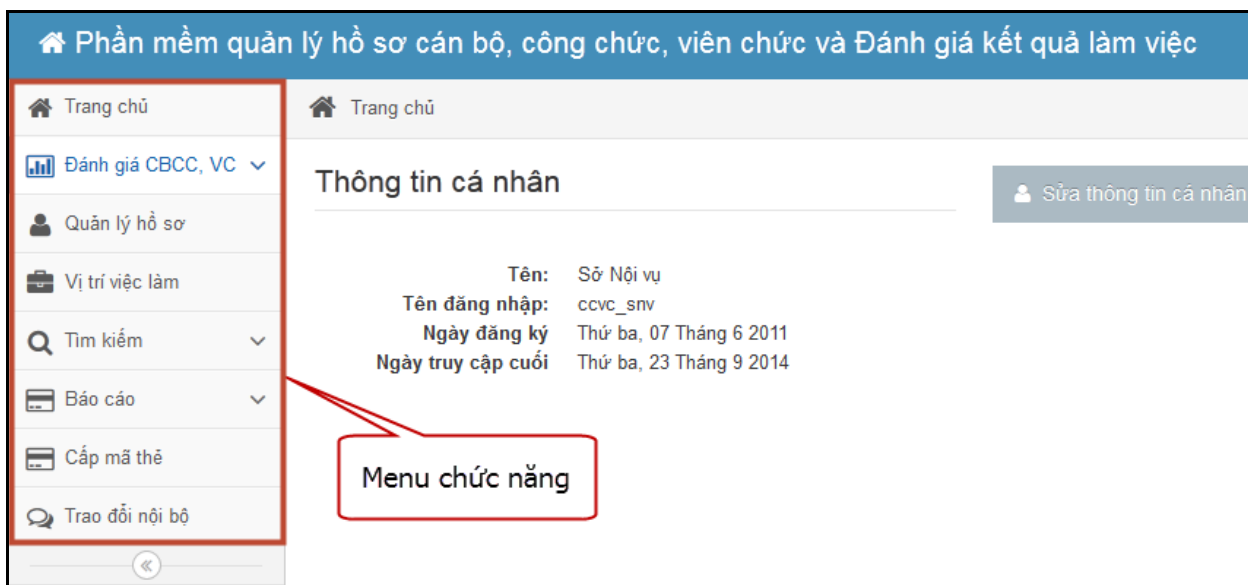 Phần mềm quản lý hồ sơ cán bộ, công chức, viên chức và Đánh giá kết quả làm việc
Trang chủ
Trang chủ
Đánh giá CBCC, VC
Thông tin cá nhân
Sửa thông tin cá nhân
Quản lý hồ sơ
Vị trí việc làm
Tên: Sở Nội vụ
Tên đăng nhập: ccvc_snv
Ngày đăng ký Thứ ba, 07 Tháng 6 2011
Tìm kiếm
Ngày truy cập cuối Thứ ba, 23 Tháng 9 2014
Báo cáo
Cấp mã thẻ
Menu chức năng
Trao đổi nội bộ